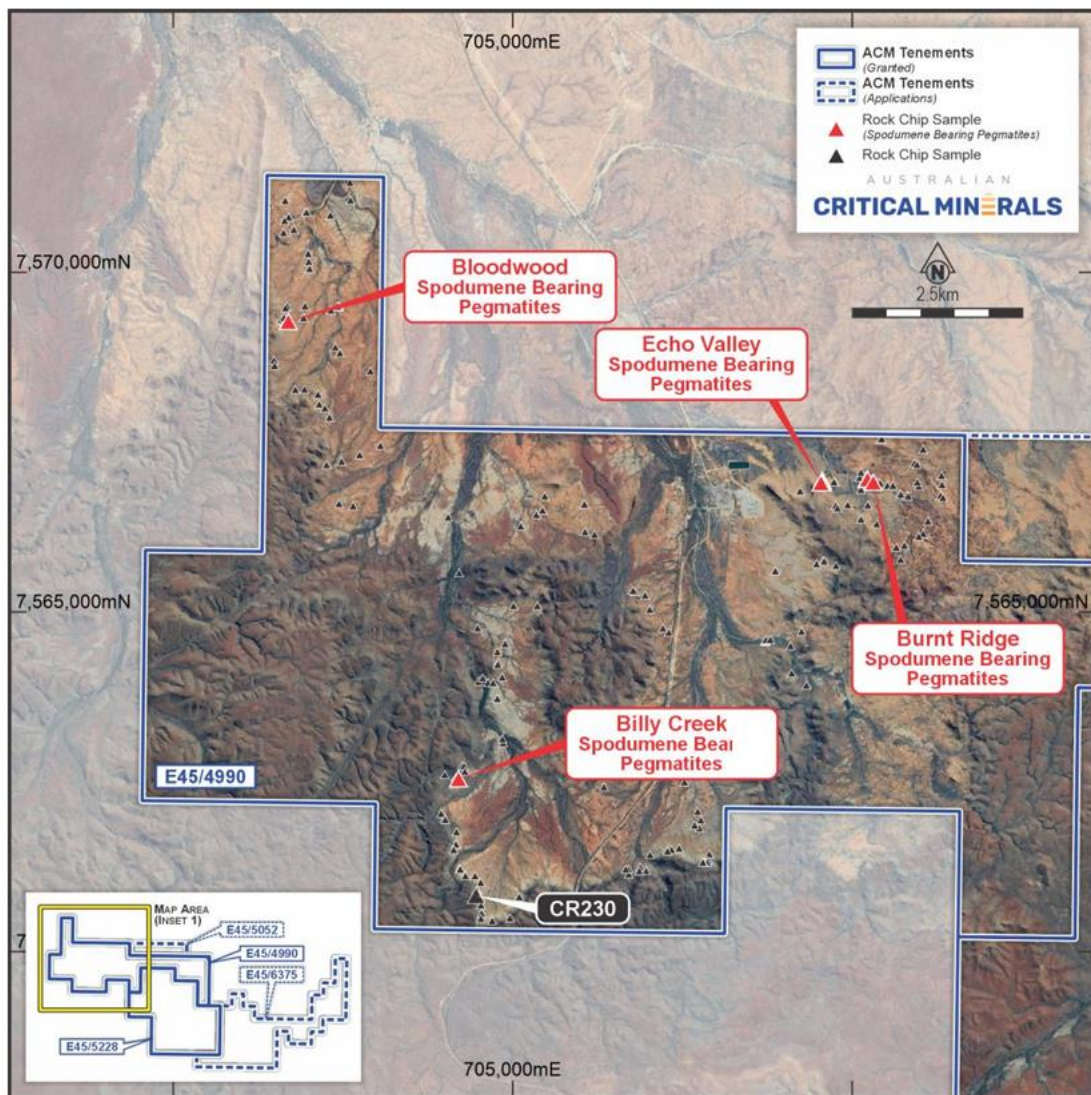 705,000mE
ACM Tenements
(Granted)
ACM Tenements
(Applications)
Rock Chip Sample
(Spodumene Bearing Pegmatites)
Rock Chip Sample
AUSTRALIAN
CRITICAL MINERALS
N
2.5km
7,570,000mN
Bloodwood
Spodumene Bearing
Pegmatites
Echo Valley
Spodumene Bearing
Pegmatites
7,565,000mN
7,565,000mN
Burnt Ridge
Spodumene Bearing
Pegmatites
Billy Creek
Spodumene Bear
Pegmatites
E45/4990
CR230
MAP AREA
(INSET 1)
E45/5052
E45/4990
E45/6375
E45/5228
705,000mE